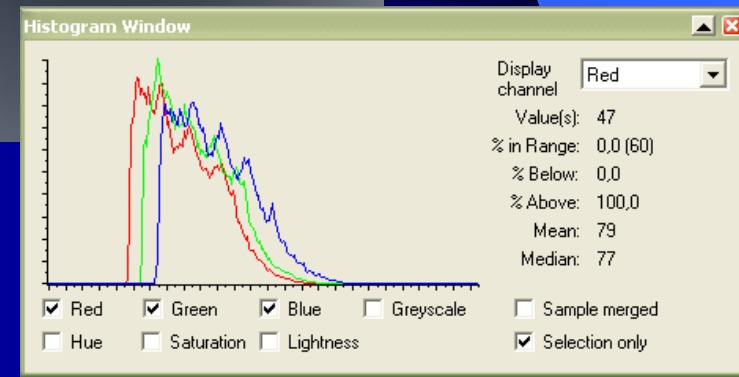 Histogram Window
Display channel Red
Value(s): 47
% in Range: 0,0 (60)
% Below: 0,0
% Above: 100,0
Mean: 79
Median: 77
Red Green Blue Greyscale Sample merged
Hue Saturation Lightness Selection only